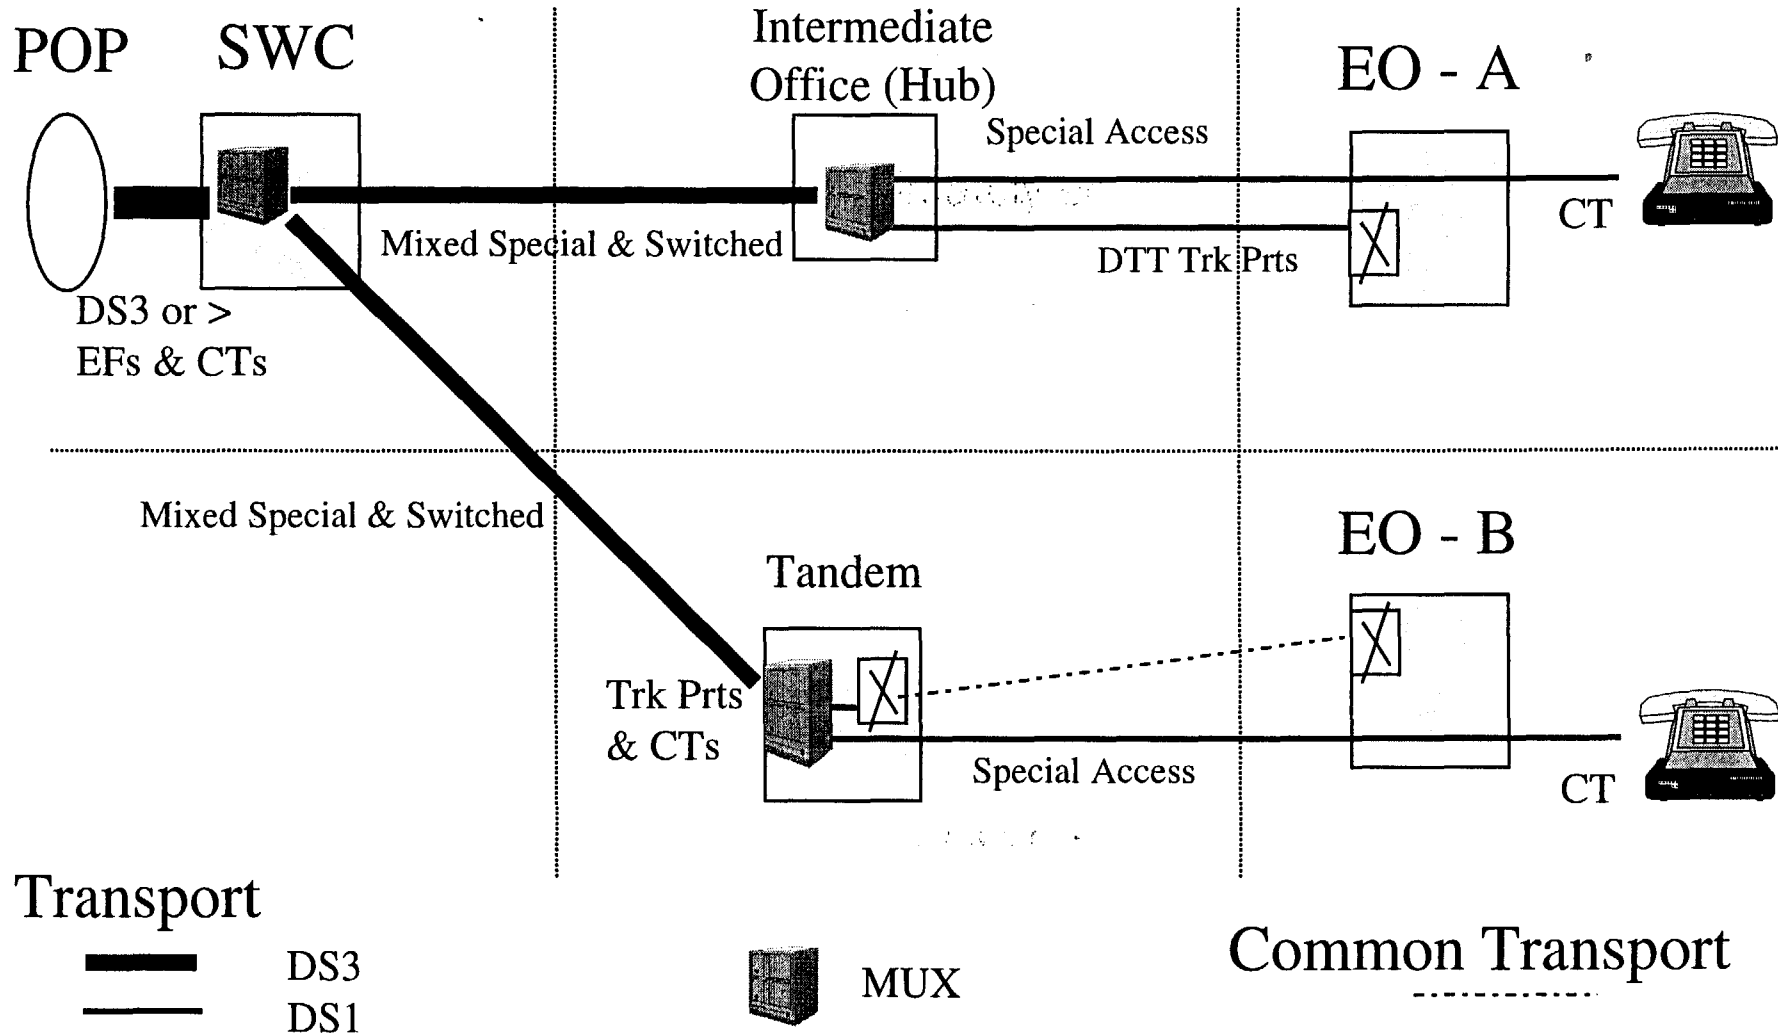 POP
SWC
Intermediate
Office (Hub)
EO - A
Special Access
CT
Mixed Special & Switched
DTT Trk Prts
DS3 or >
EFs & CTs
Mixed Special & Switched
EO - B
Tandem
Trk Prts
& CTs
Special Access
CT
Transport
DS3
DS1
MUX
Common Transport